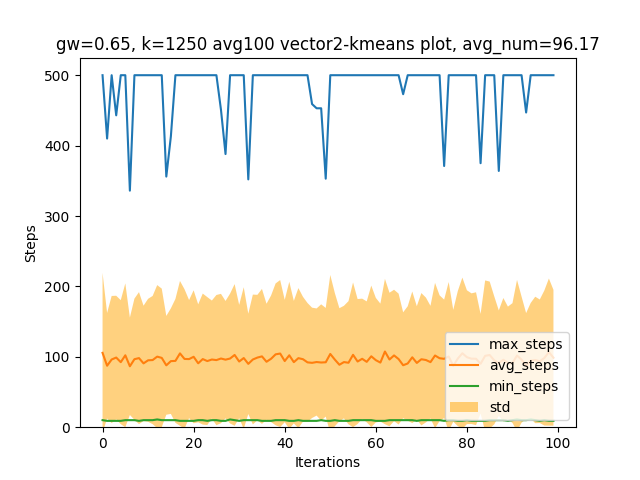 gw=0.65, k=1250 avg100 vector2-kmeans plot, avg_num=96.17
500
400
300
200
100
0
Steps
max_steps
avg_steps
min_steps
std
0 20 40 60 80 100
Iterations